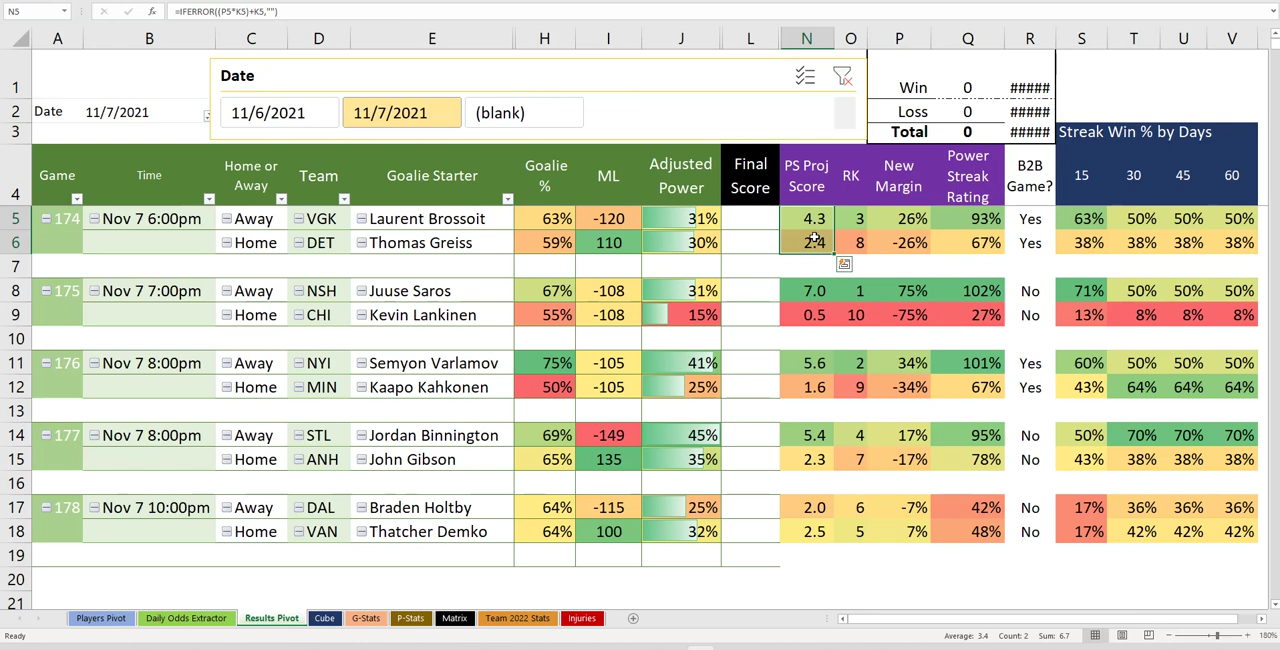 N5 =IFERROR((P5*K5)+K5,"")
A B C D E H I J L N O P Q R S T U V
Date
1 Win 0 #####
2 Date 11/7/2021 11/6/2021 11/7/2021 (blank) Loss 0 #####
3 Total 0 ##### Streak Win % by Days
4 Game Time Home or Away Team Goalie Starter Goalie % ML Adjusted Power Final Score PS Proj Score RK New Margin Power Streak Rating B2B Game? 15 30 45 60
5 174 Nov 7 6:00pm Away VGK Laurent Brossoit 63% -120 31% 4.3 3 26% 93% Yes 63% 50% 50% 50%
6 Home DET Thomas Greiss 59% 110 30% 2.4 8 -26% 67% Yes 38% 38% 38% 38%
7
8 175 Nov 7 7:00pm Away NSH Juuse Saros 67% -108 31% 7.0 1 75% 102% No 71% 50% 50% 50%
9 Home CHI Kevin Lankinen 55% -108 15% 0.5 10 -75% 27% No 13% 8% 8% 8%
10
11 176 Nov 7 8:00pm Away NYI Semyon Varlamov 75% -105 41% 5.6 2 34% 101% Yes 60% 50% 50% 50%
12 Home MIN Kaapo Kahkonen 50% -105 25% 1.6 9 -34% 67% Yes 43% 64% 64% 64%
13
14 177 Nov 7 8:00pm Away STL Jordan Binnington 69% -149 45% 5.4 4 17% 95% No 50% 70% 70% 70%
15 Home ANH John Gibson 65% 135 33% 2.3 7 -17% 78% No 43% 38% 38% 38%
16
17 178 Nov 7 10:00pm Away DAL Braden Holtby 64% -115 25% 2.0 6 -7% 42% No 17% 36% 36% 36%
18 Home VAN Thatcher Demko 64% 100 32% 2.5 5 7% 48% No 17% 42% 42% 42%
19
20
21
Players Pivot Daily Odds Extractor Results Pivot Cube G-Stats P-Stats Matrix Team 2022 Stats Injuries
Ready Average: 3.4 Count: 2 Sum: 6.7 180%